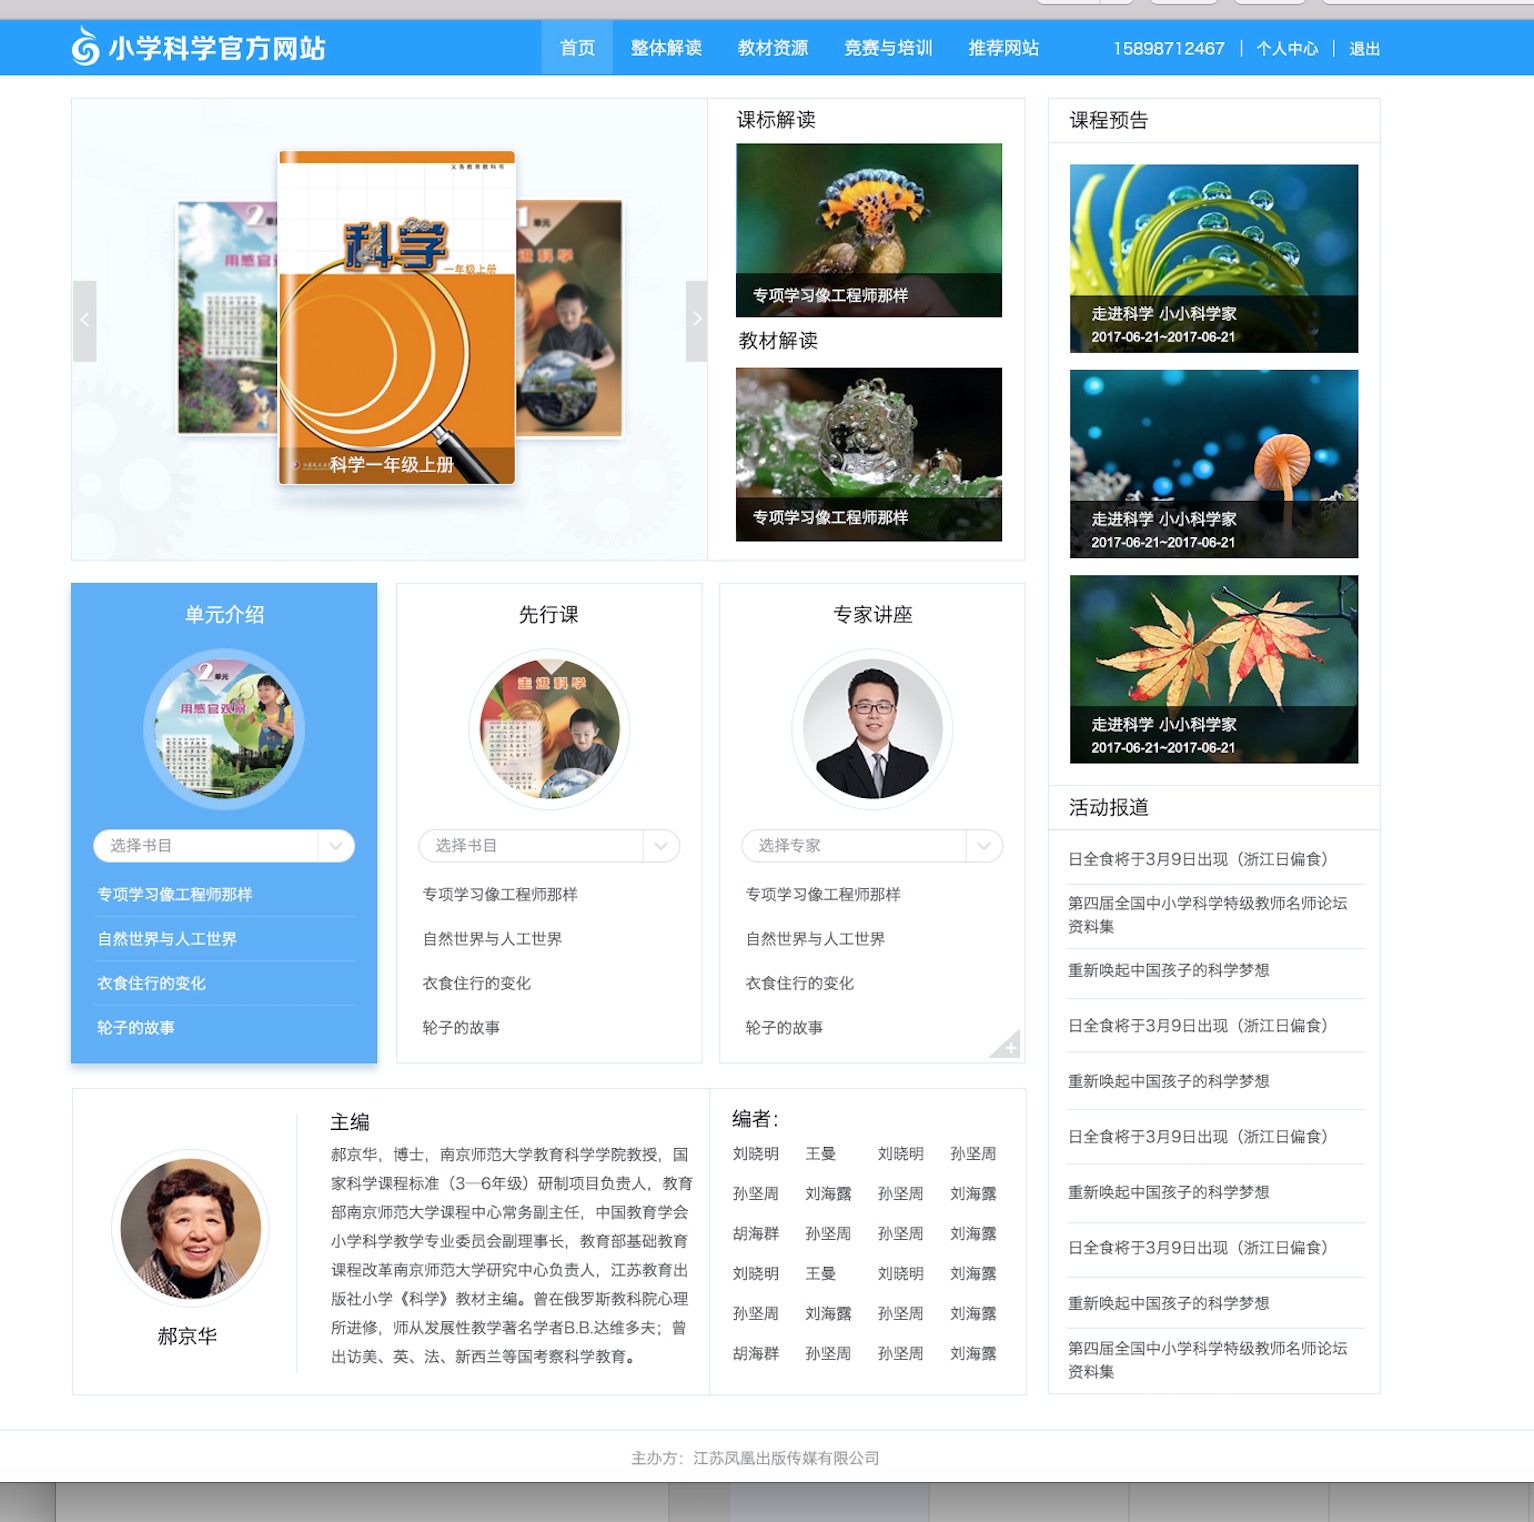 小学科学官方网站
首页 整体解读 教材资源 竞赛与培训 推荐网站
15898712467 | 个人中心 | 退出
义务教育教科书
科学
一年级上册
2单元
用感官
1单元
进科学
科学一年级上册
课标解读
专项学习像工程师那样
教材解读
专项学习像工程师那样
课程预告
走进科学 小小科学家
2017-06-21~2017-06-21
走进科学 小小科学家
2017-06-21~2017-06-21
走进科学 小小科学家
2017-06-21~2017-06-21
单元介绍
2单元
用感官观察
选择书目
专项学习像工程师那样
自然世界与人工世界
衣食住行的变化
轮子的故事
先行课
走进科学
选择书目
专项学习像工程师那样
自然世界与人工世界
衣食住行的变化
轮子的故事
专家讲座
选择专家
专项学习像工程师那样
自然世界与人工世界
衣食住行的变化
轮子的故事
活动报道
日全食将于3月9日出现（浙江日偏食）
第四届全国中小学科学特级教师名师论坛
资料集
重新唤起中国孩子的科学梦想
日全食将于3月9日出现（浙江日偏食）
重新唤起中国孩子的科学梦想
日全食将于3月9日出现（浙江日偏食）
重新唤起中国孩子的科学梦想
日全食将于3月9日出现（浙江日偏食）
重新唤起中国孩子的科学梦想
第四届全国中小学科学特级教师名师论坛
资料集
郝京华
主编
郝京华，博士，南京师范大学教育科学学院教授，国
家科学课程标准（3—6年级）研制项目负责人，教育
部南京师范大学课程中心常务副主任，中国教育学会
小学科学教学专业委员会副理事长，教育部基础教育
课程改革南京师范大学研究中心负责人，江苏教育出
版社小学《科学》教材主编。曾在俄罗斯教科院心理
所进修，师从发展性教学著名学者B.B.达维多夫；曾
出访美、英、法、新西兰等国考察科学教育。
编者：
刘晓明 王曼 刘晓明 孙坚周
孙坚周 刘海露 孙坚周 刘海露
胡海群 孙坚周 孙坚周 刘海露
刘晓明 王曼 刘晓明 刘海露
孙坚周 刘海露 孙坚周 刘海露
胡海群 孙坚周 孙坚周 刘海露
主办方：江苏凤凰出版传媒有限公司